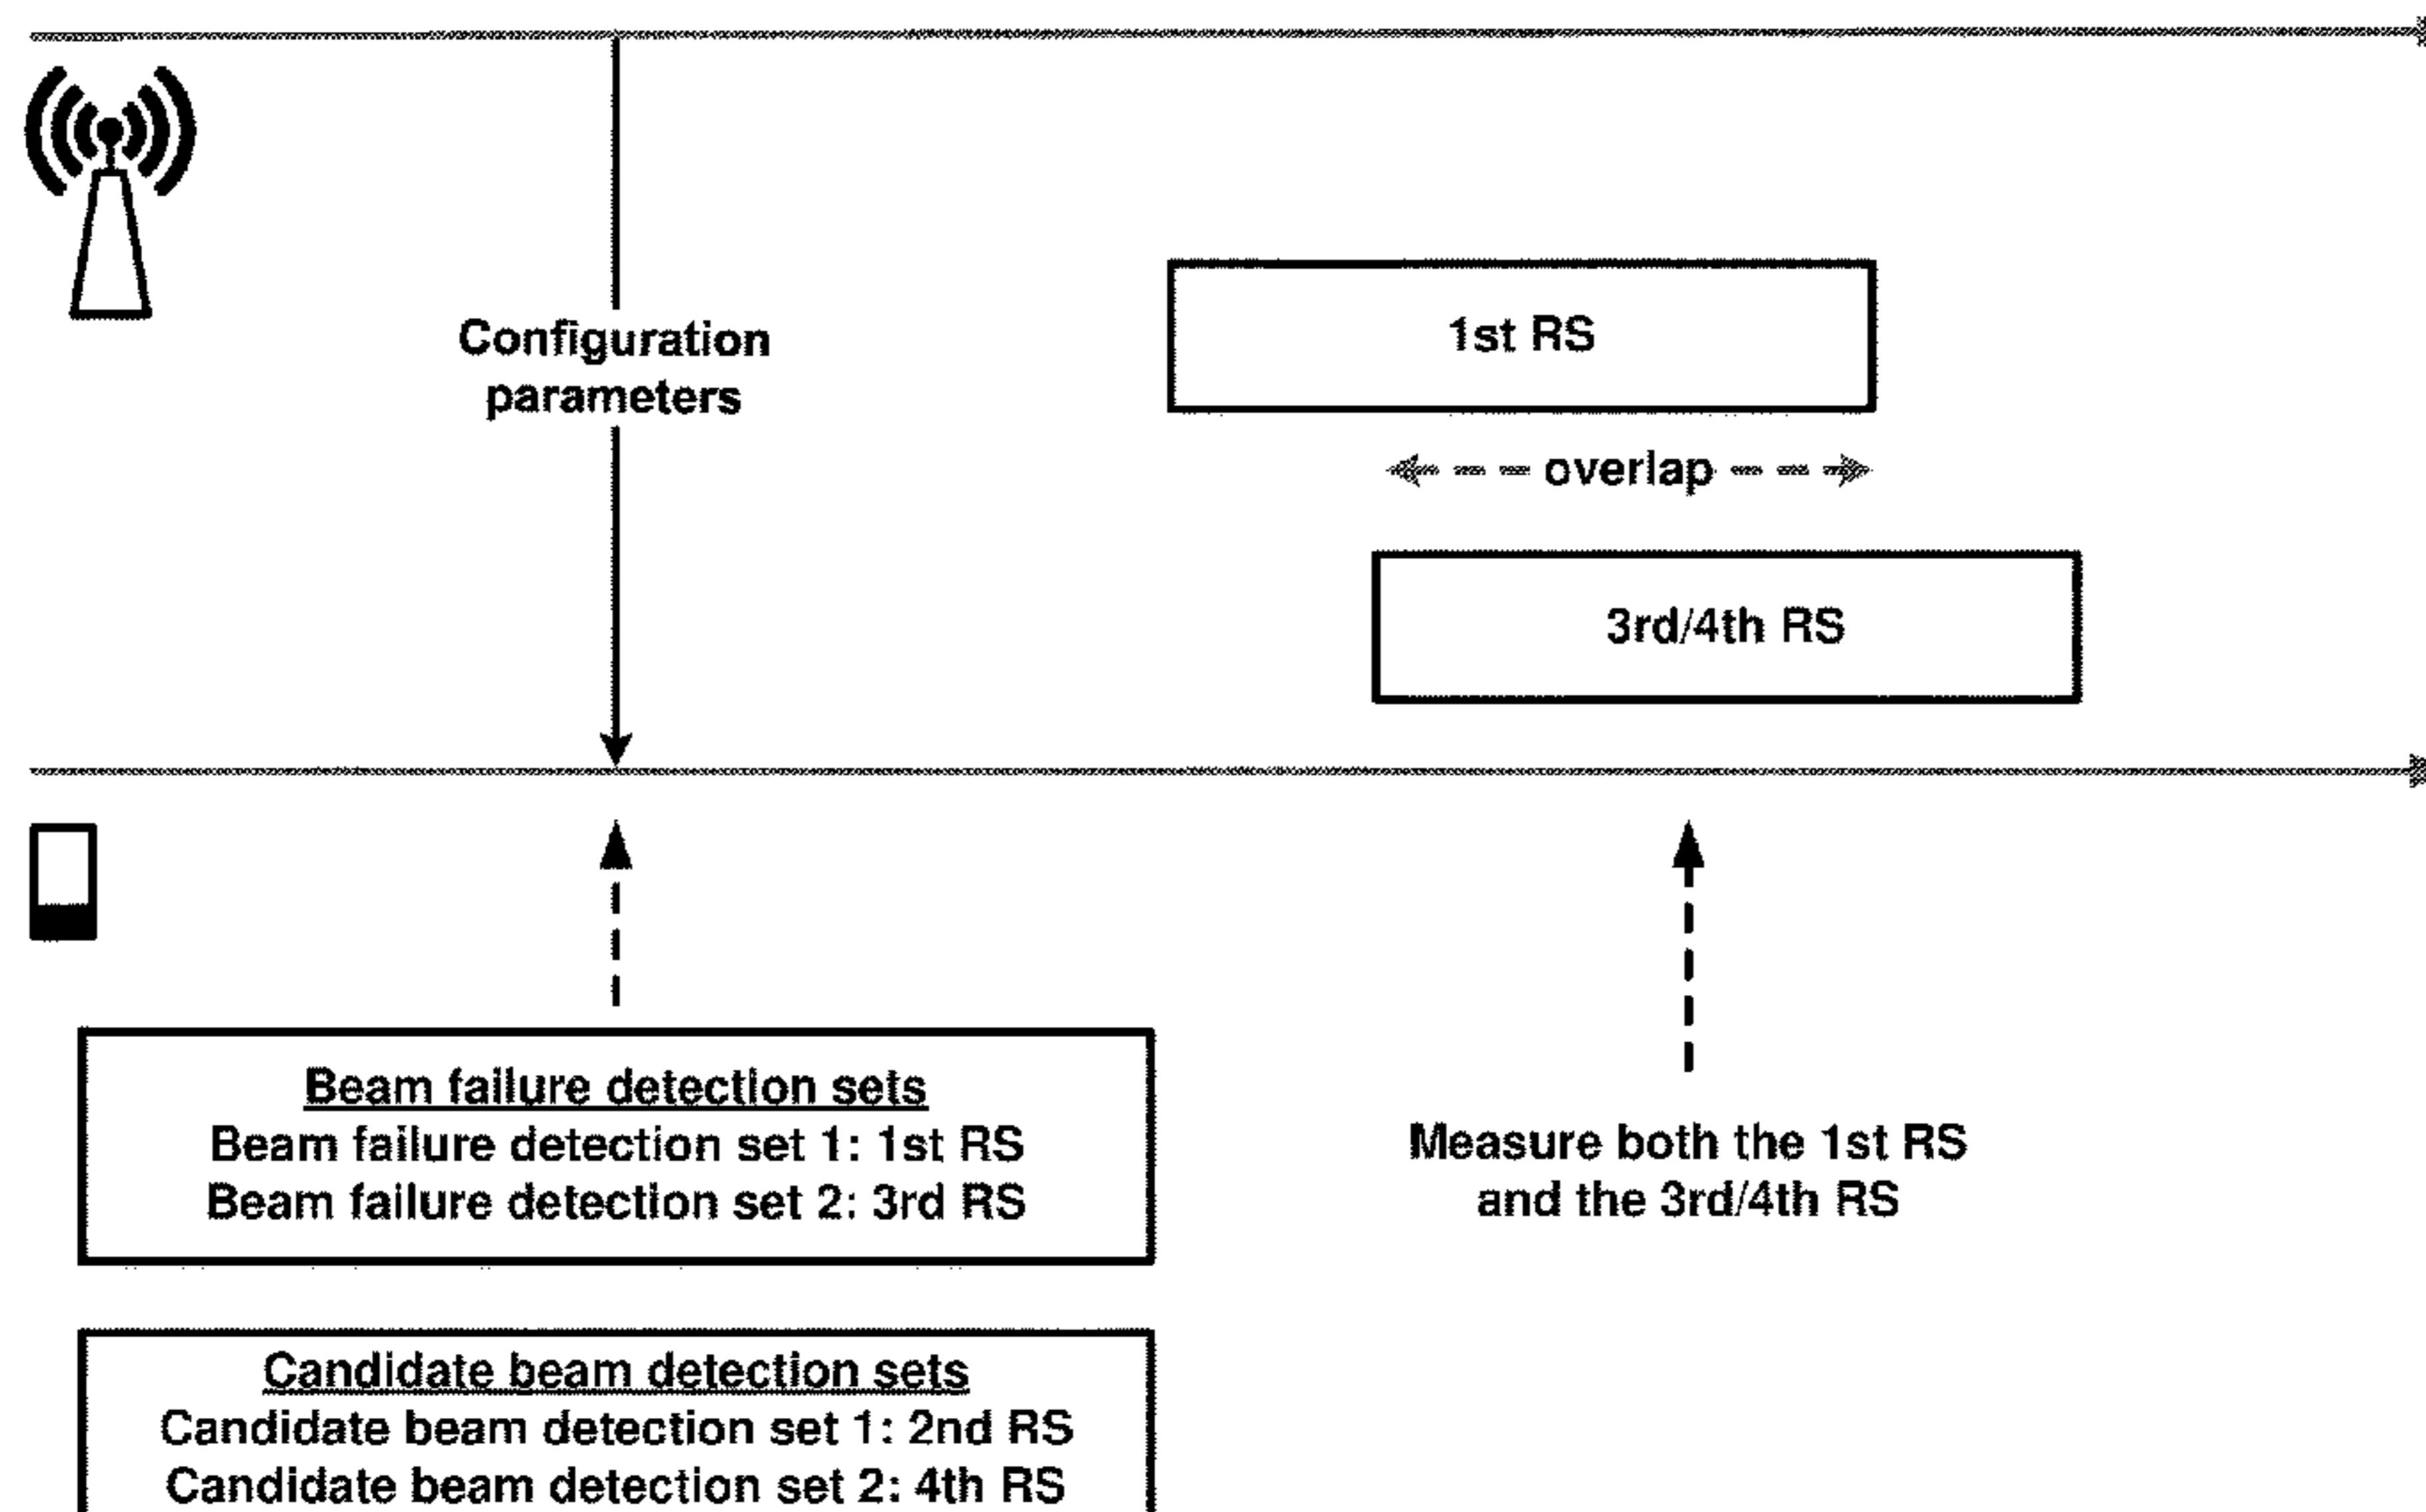 Configuration
parameters
1st RS
overlap
3rd/4th RS
Beam failure detection sets
Beam failure detection set 1: 1st RS
Beam failure detection set 2: 3rd RS
Measure both the 1st RS
and the 3rd/4th RS
Candidate beam detection sets
Candidate beam detection set 1: 2nd RS
Candidate beam detection set 2: 4th RS